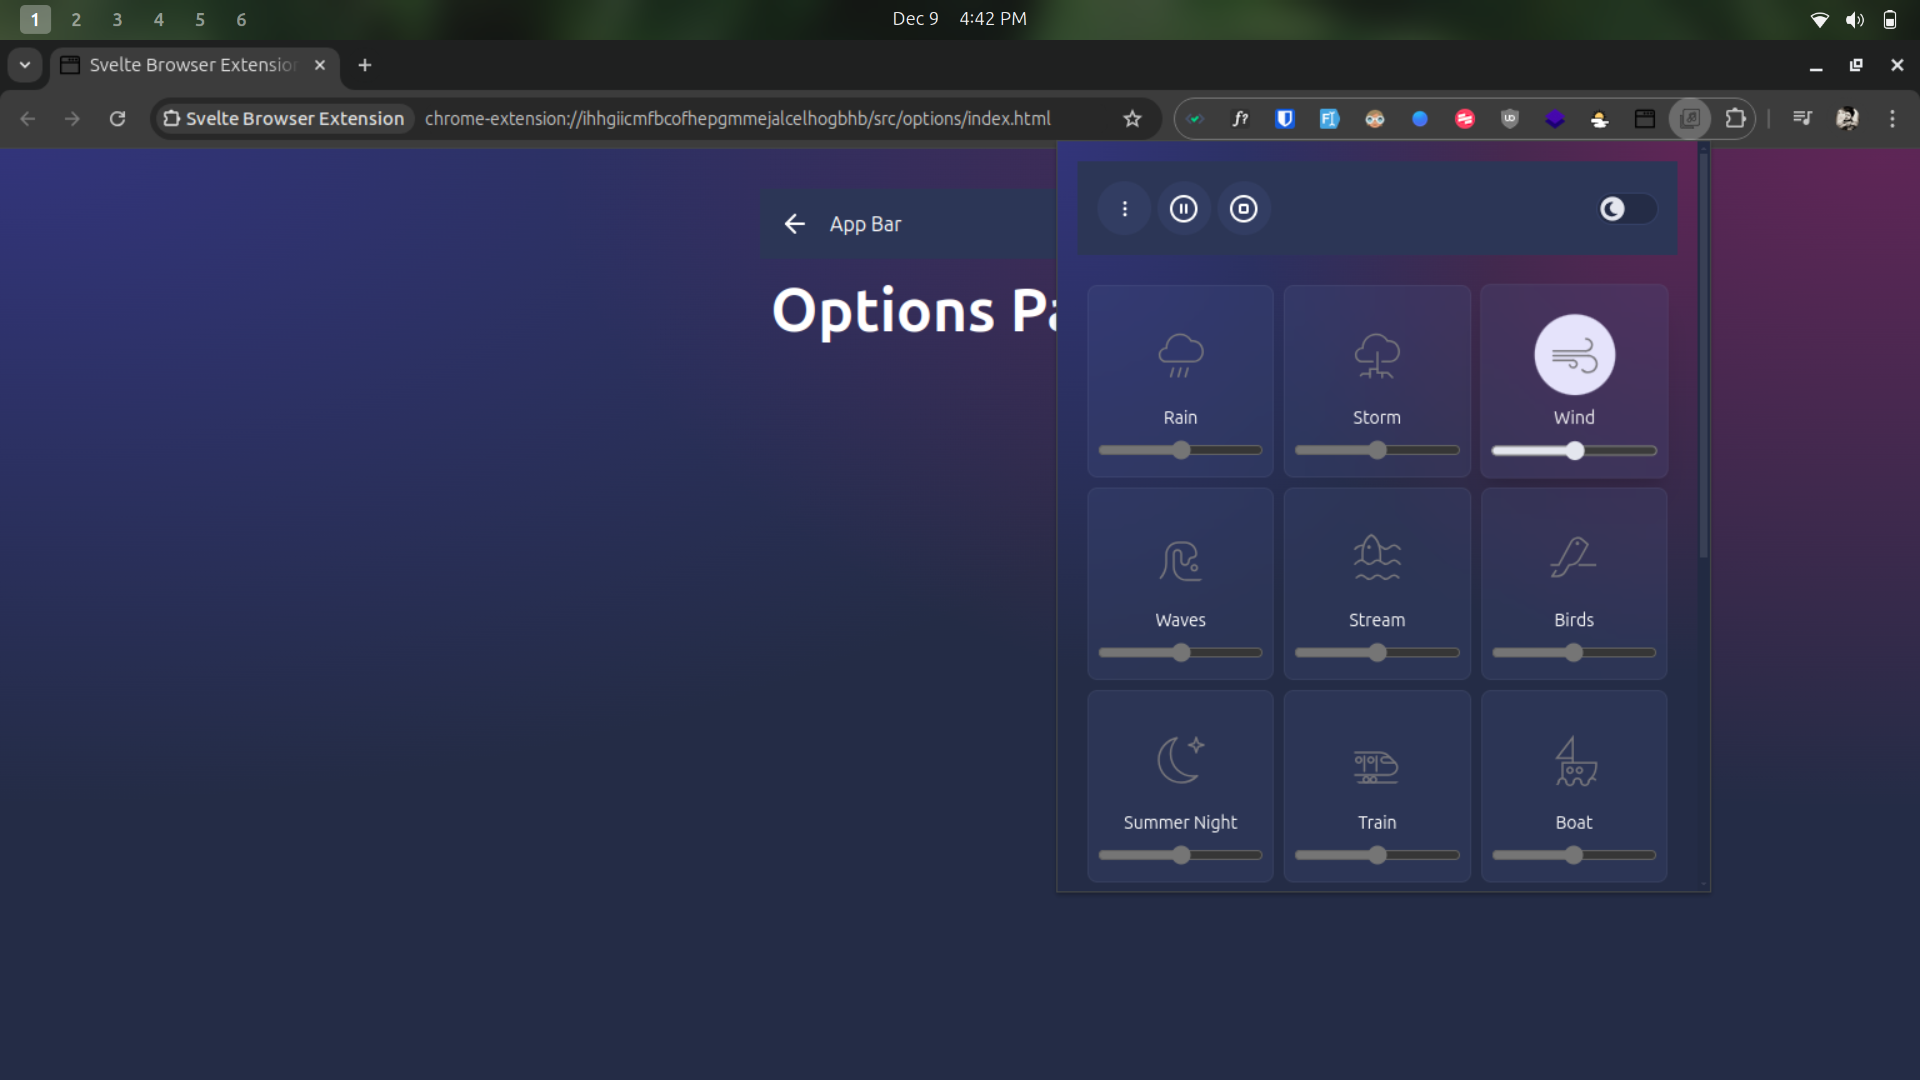 1 2 3 4 5 6
Dec 9 4:42 PM
Svelte Browser Extension
Svelte Browser Extension
chrome-extension://ihhgiicmfbcofhepgmmejalcelhogbhb/src/options/index.html
App Bar
Options Pa
Rain Storm Wind
Waves Stream Birds
Summer Night Train Boat